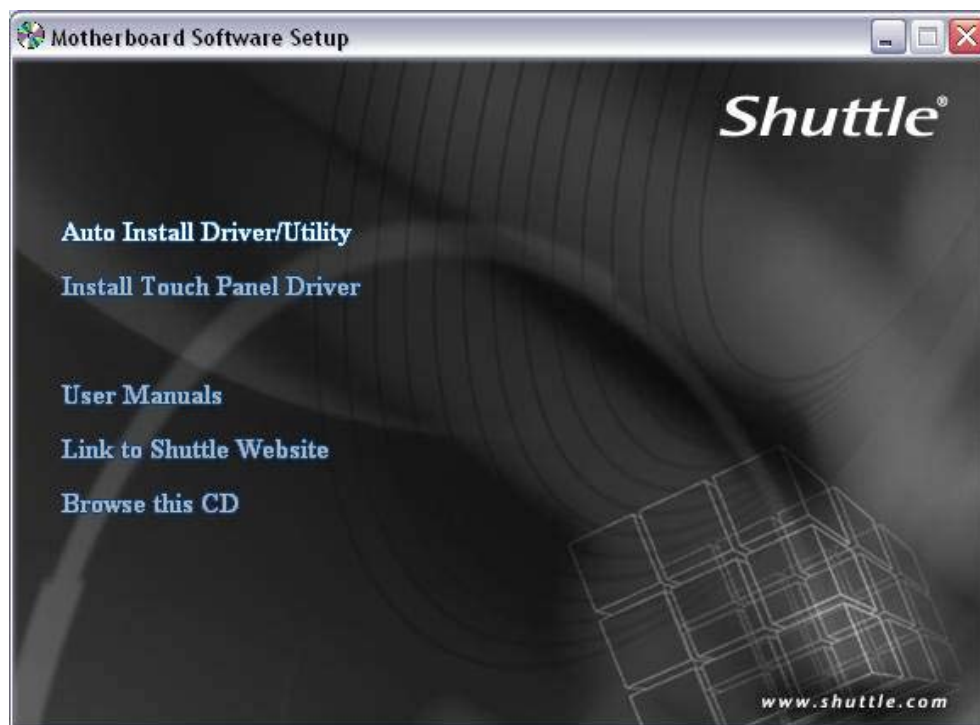 Motherboard Software Setup
Shuttle®
Auto Install Driver/Utility
Install Touch Panel Driver
User Manuals
Link to Shuttle Website
Browse this CD
www.shuttle.com